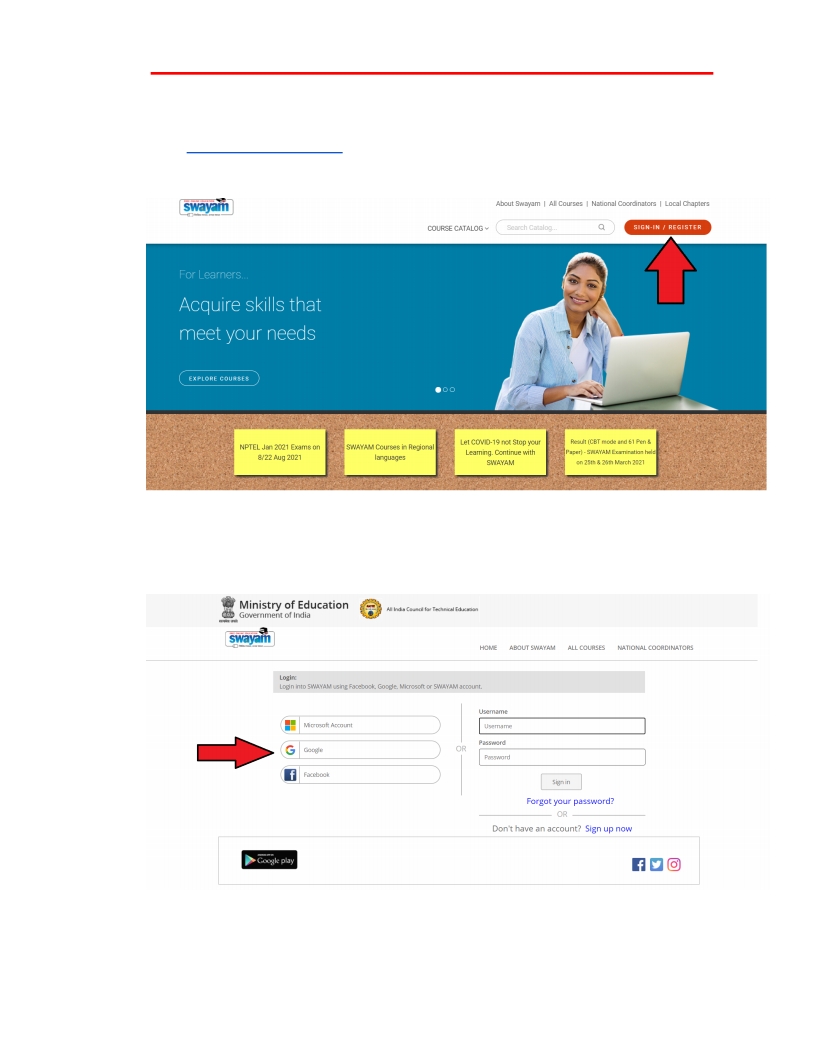 swayam
About Swayam | All Courses | National Coordinators | Local Chapters
COURSE CATALOG
Search Catalog...
SIGN-IN / REGISTER
For Learners...
Acquire skills that
meet your needs
EXPLORE COURSES
NPTEL Jan 2021 Exams on
8/22 Aug 2021
SWAYAM Courses in Regional
languages
Let COVID-19 not Stop your
Learning. Continue with
SWAYAM
Result (CBT mode and 61 Pen &
Paper) - SWAYAM Examination held
on 25th & 26th March 2021
Ministry of Education
Government of India
All India Council for Technical Education
swayam
HOME ABOUT SWAYAM ALL COURSES NATIONAL COORDINATORS
Login:
Login into SWAYAM using Facebook, Google, Microsoft or SWAYAM account.
Microsoft Account
Google
Facebook
OR
Username
Username
Password
Password
Sign in
Forgot your password?
OR
Don't have an account? Sign up now
Google play